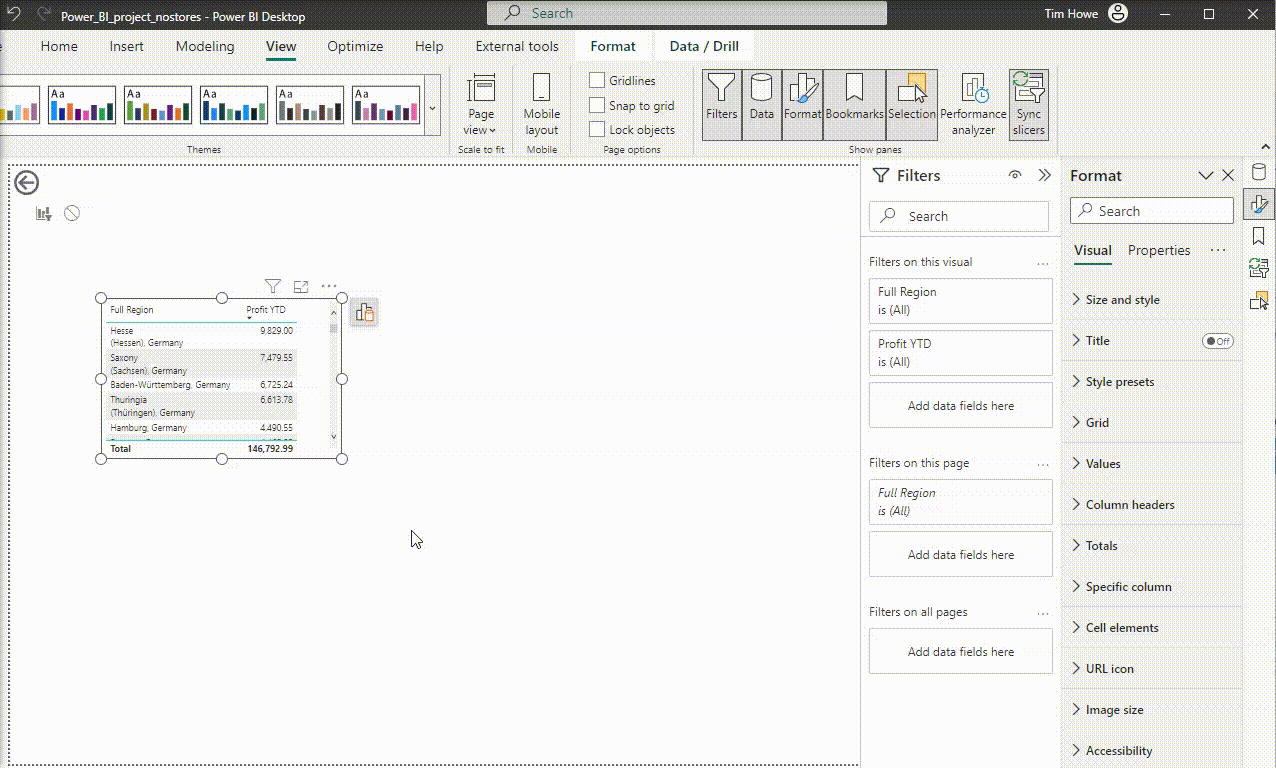 Power_BI_project_nostores - Power BI Desktop
Search
Tim Howe
Home Insert Modeling View Optimize Help External tools Format Data / Drill
Aa Aa Aa Aa Aa
Themes
Page view
Scale to fit
Mobile layout
Mobile
Gridlines
Snap to grid
Lock objects
Page options
Filters Data Format Bookmarks Selection Performance analyzer Sync slicers
Show panes
Full Region Profit YTD
Hesse 9,829.00
(Hessen), Germany
Saxony 7,479.55
(Sachsen), Germany
Baden-Württemberg, Germany 6,725.24
Thuringia 6,613.78
(Thüringen), Germany
Hamburg, Germany 4,490.55
Total 146,792.99
Filters
Search
Filters on this visual ...
Full Region
is (All)
Profit YTD
is (All)
Add data fields here
Filters on this page ...
Full Region
is (All)
Add data fields here
Filters on all pages ...
Add data fields here
Format
Search
Visual Properties ...
Size and style
Title Off
Style presets
Grid
Values
Column headers
Totals
Specific column
Cell elements
URL icon
Image size
Accessibility